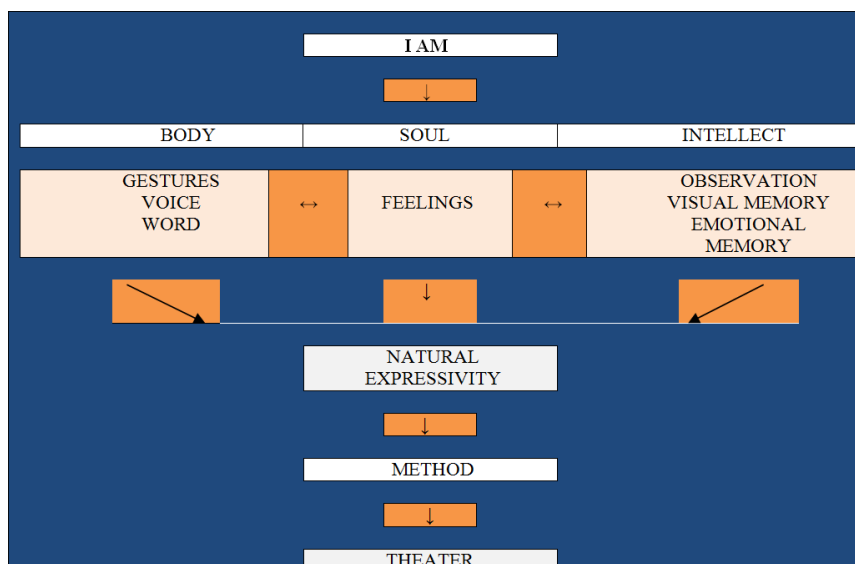 I AM
↓
BODY SOUL INTELLECT
GESTURES
VOICE
WORD
↔
FEELINGS
↔
OBSERVATION
VISUAL MEMORY
EMOTIONAL
MEMORY
↓
NATURAL
EXPRESSIVITY
↓
METHOD
↓
THEATER